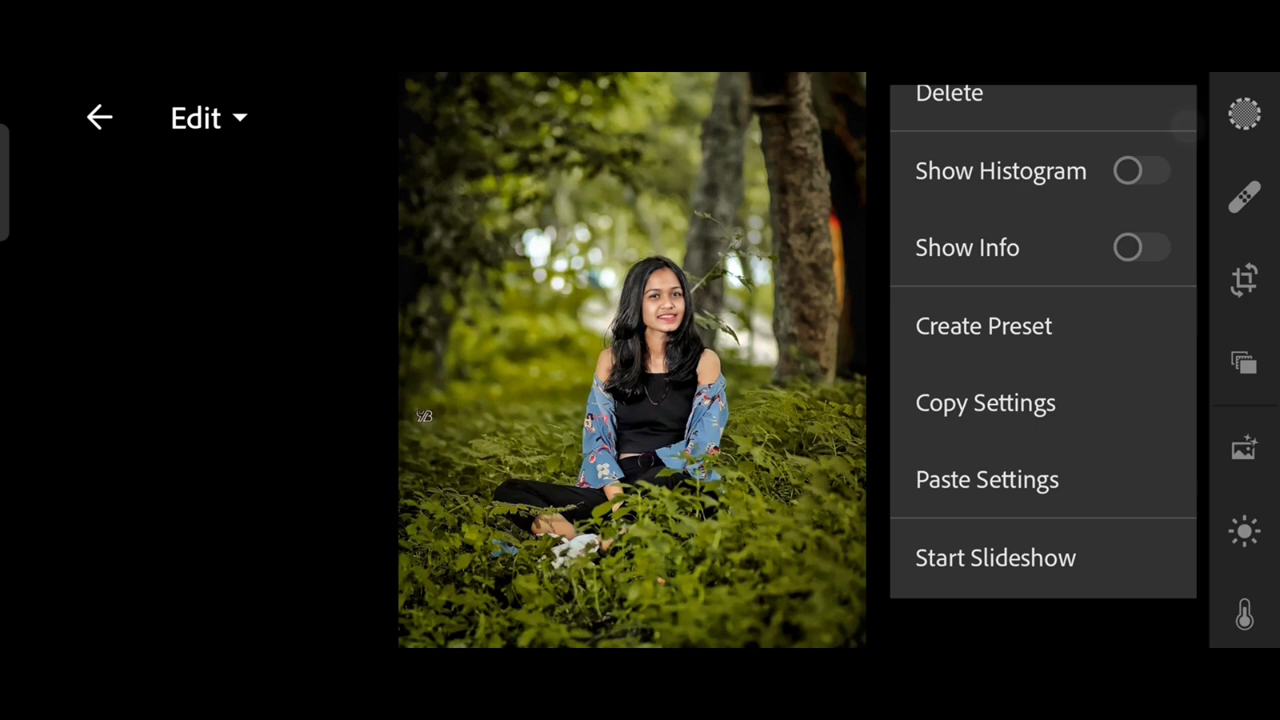 Edit
Delete
Show Histogram
Show Info
Create Preset
Copy Settings
Paste Settings
Start Slideshow